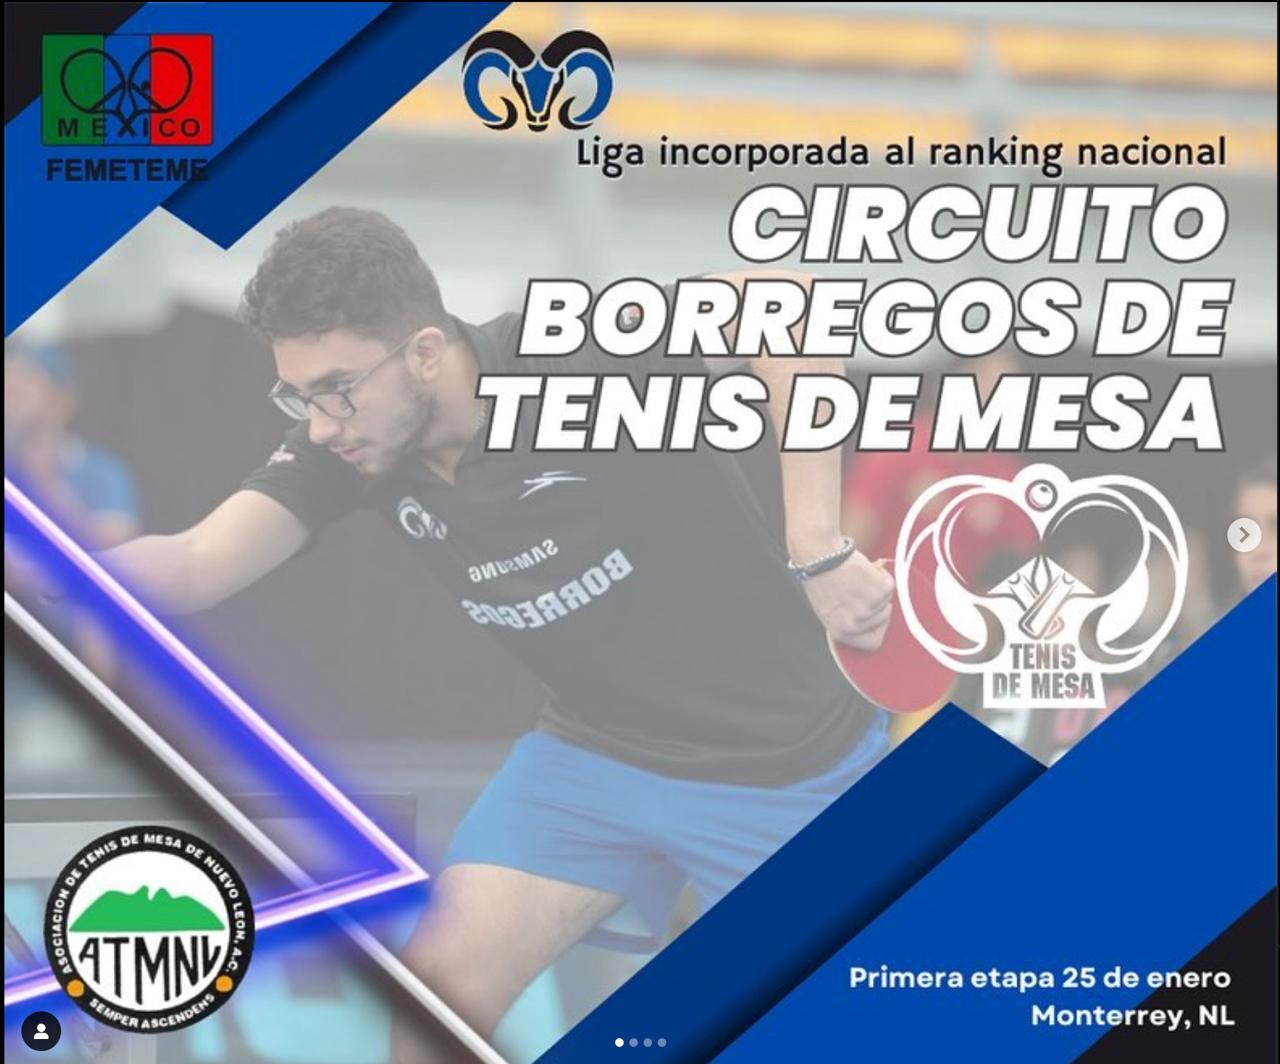 MEXICO
FEMETEME
Liga incorporada al ranking nacional
CIRCUITO
BORREGOS DE
TENIS DE MESA
SAMSUNG
BORREGOS
TENIS
DE MESA
ASOCIACION DE TENIS DE MESA DE NUEVO LEON, A.C.
ATMNL
SEMPER ASCENDENS
Primera etapa 25 de enero
Monterrey, NL